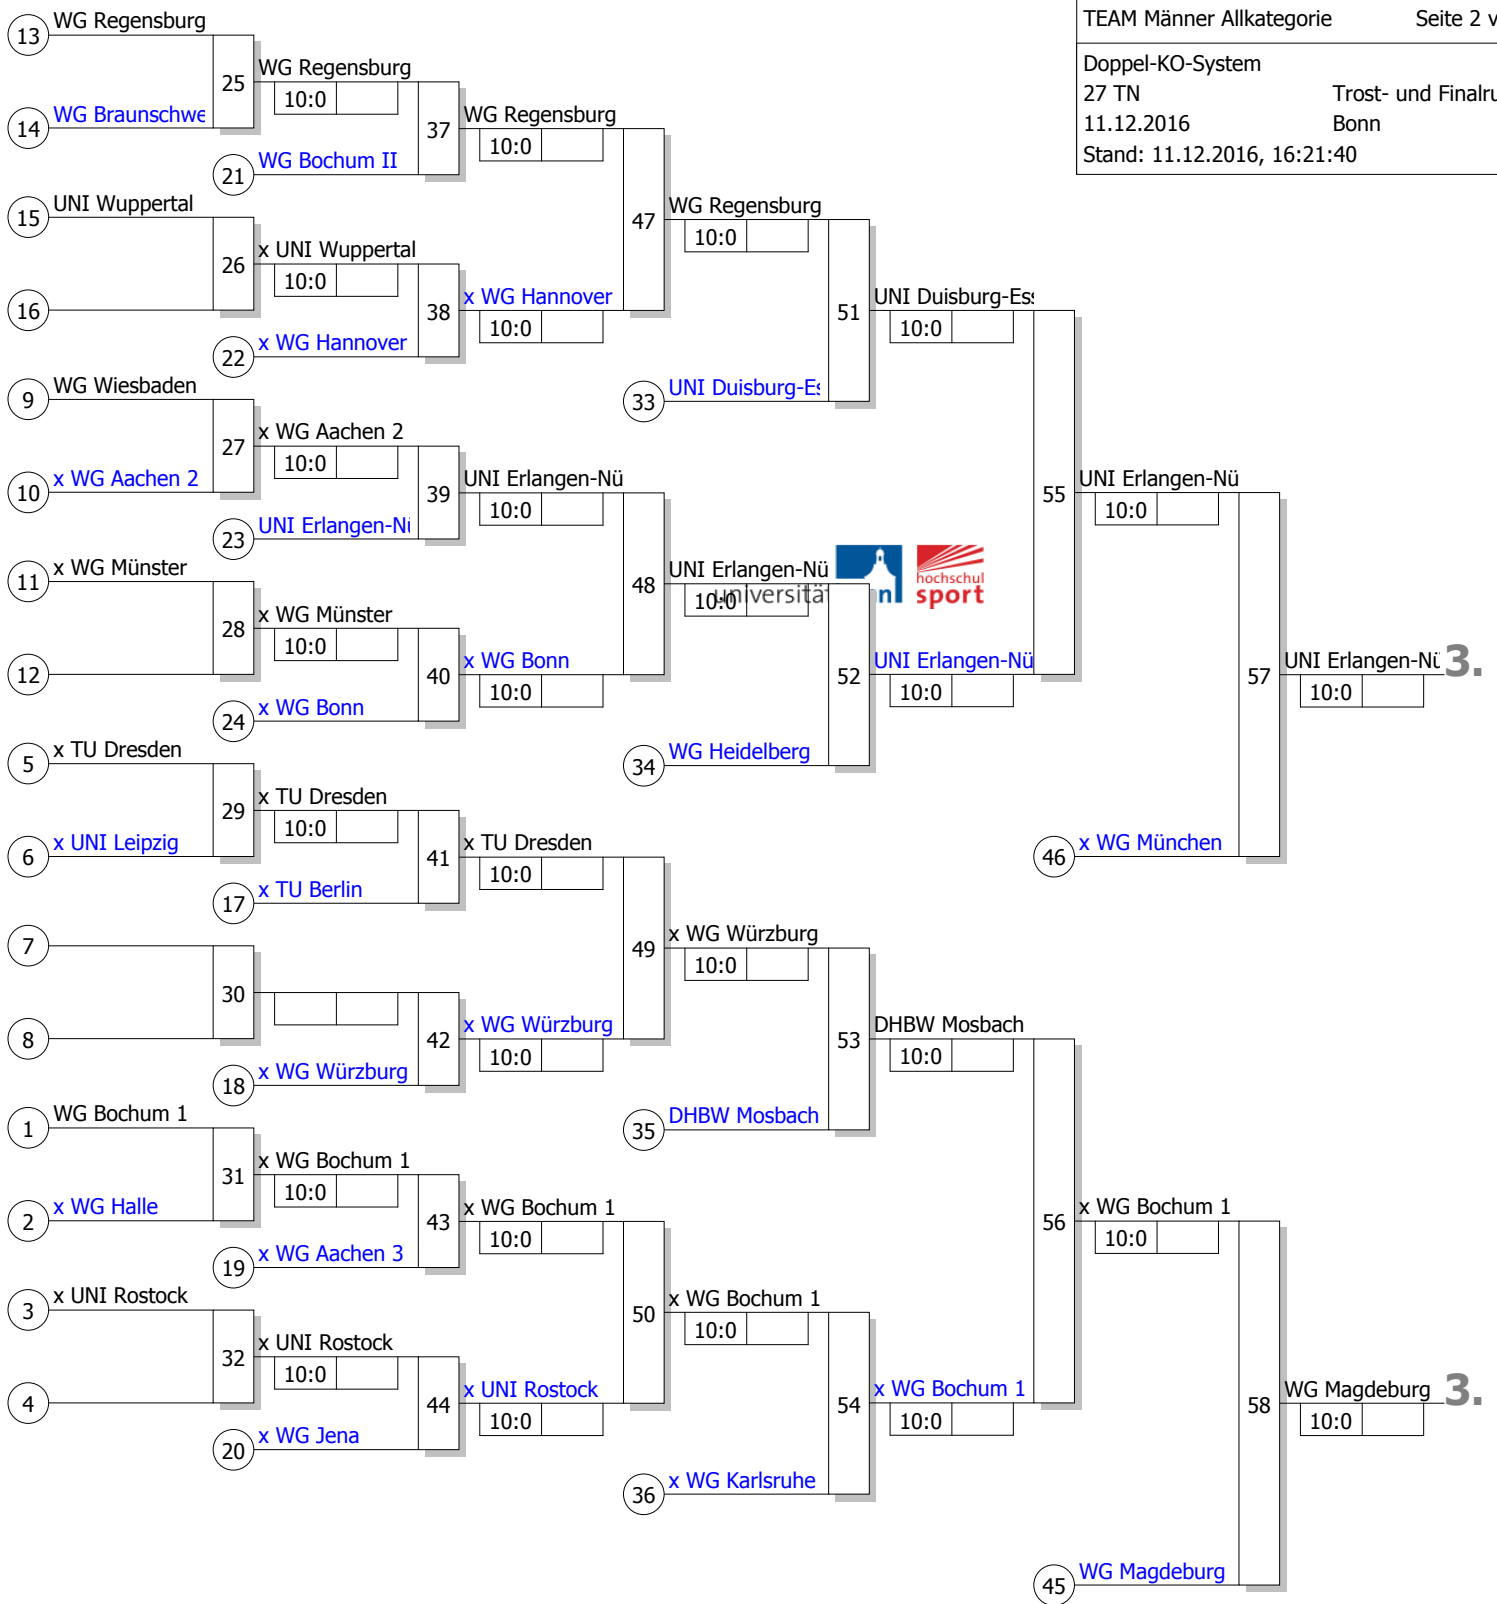 TEAM Männer Allkategorie Seite 2 v
Doppel-KO-System
27 TN Trost- und Finalru
11.12.2016 Bonn
Stand: 11.12.2016, 16:21:40
13 WG Regensburg
25 WG Regensburg
10:0
14 WG Braunschwe
37 WG Regensburg
10:0
21 WG Bochum II
15 UNI Wuppertal
47 WG Regensburg
10:0
26 x UNI Wuppertal
10:0
16
38 x WG Hannover
10:0
22 x WG Hannover
51 UNI Duisburg-Ess
10:0
33 UNI Duisburg-Es
9 WG Wiesbaden
27 x WG Aachen 2
10:0
10 x WG Aachen 2
39 UNI Erlangen-Nü
10:0
23 UNI Erlangen-Nü
55 UNI Erlangen-Nü
10:0
11 x WG Münster
48 UNI Erlangen-Nü
10:0
universitä n
hochschul
sport
28 x WG Münster
10:0
12
40 x WG Bonn
10:0
24 x WG Bonn
52 UNI Erlangen-Nü
10:0
34 WG Heidelberg
57 UNI Erlangen-Nü 3.
10:0
5 x TU Dresden
29 x TU Dresden
10:0
6 x UNI Leipzig
41 x TU Dresden
10:0
46 x WG München
17 x TU Berlin
7
49 x WG Würzburg
10:0
30
8
42 x WG Würzburg
10:0
18 x WG Würzburg
53 DHBW Mosbach
10:0
35 DHBW Mosbach
1 WG Bochum 1
31 x WG Bochum 1
10:0
2 x WG Halle
43 x WG Bochum 1
10:0
19 x WG Aachen 3
56 x WG Bochum 1
10:0
3 x UNI Rostock
50 x WG Bochum 1
10:0
32 x UNI Rostock
10:0
4
44 x UNI Rostock
10:0
20 x WG Jena
54 x WG Bochum 1
10:0
36 x WG Karlsruhe
58 WG Magdeburg 3.
10:0
45 WG Magdeburg